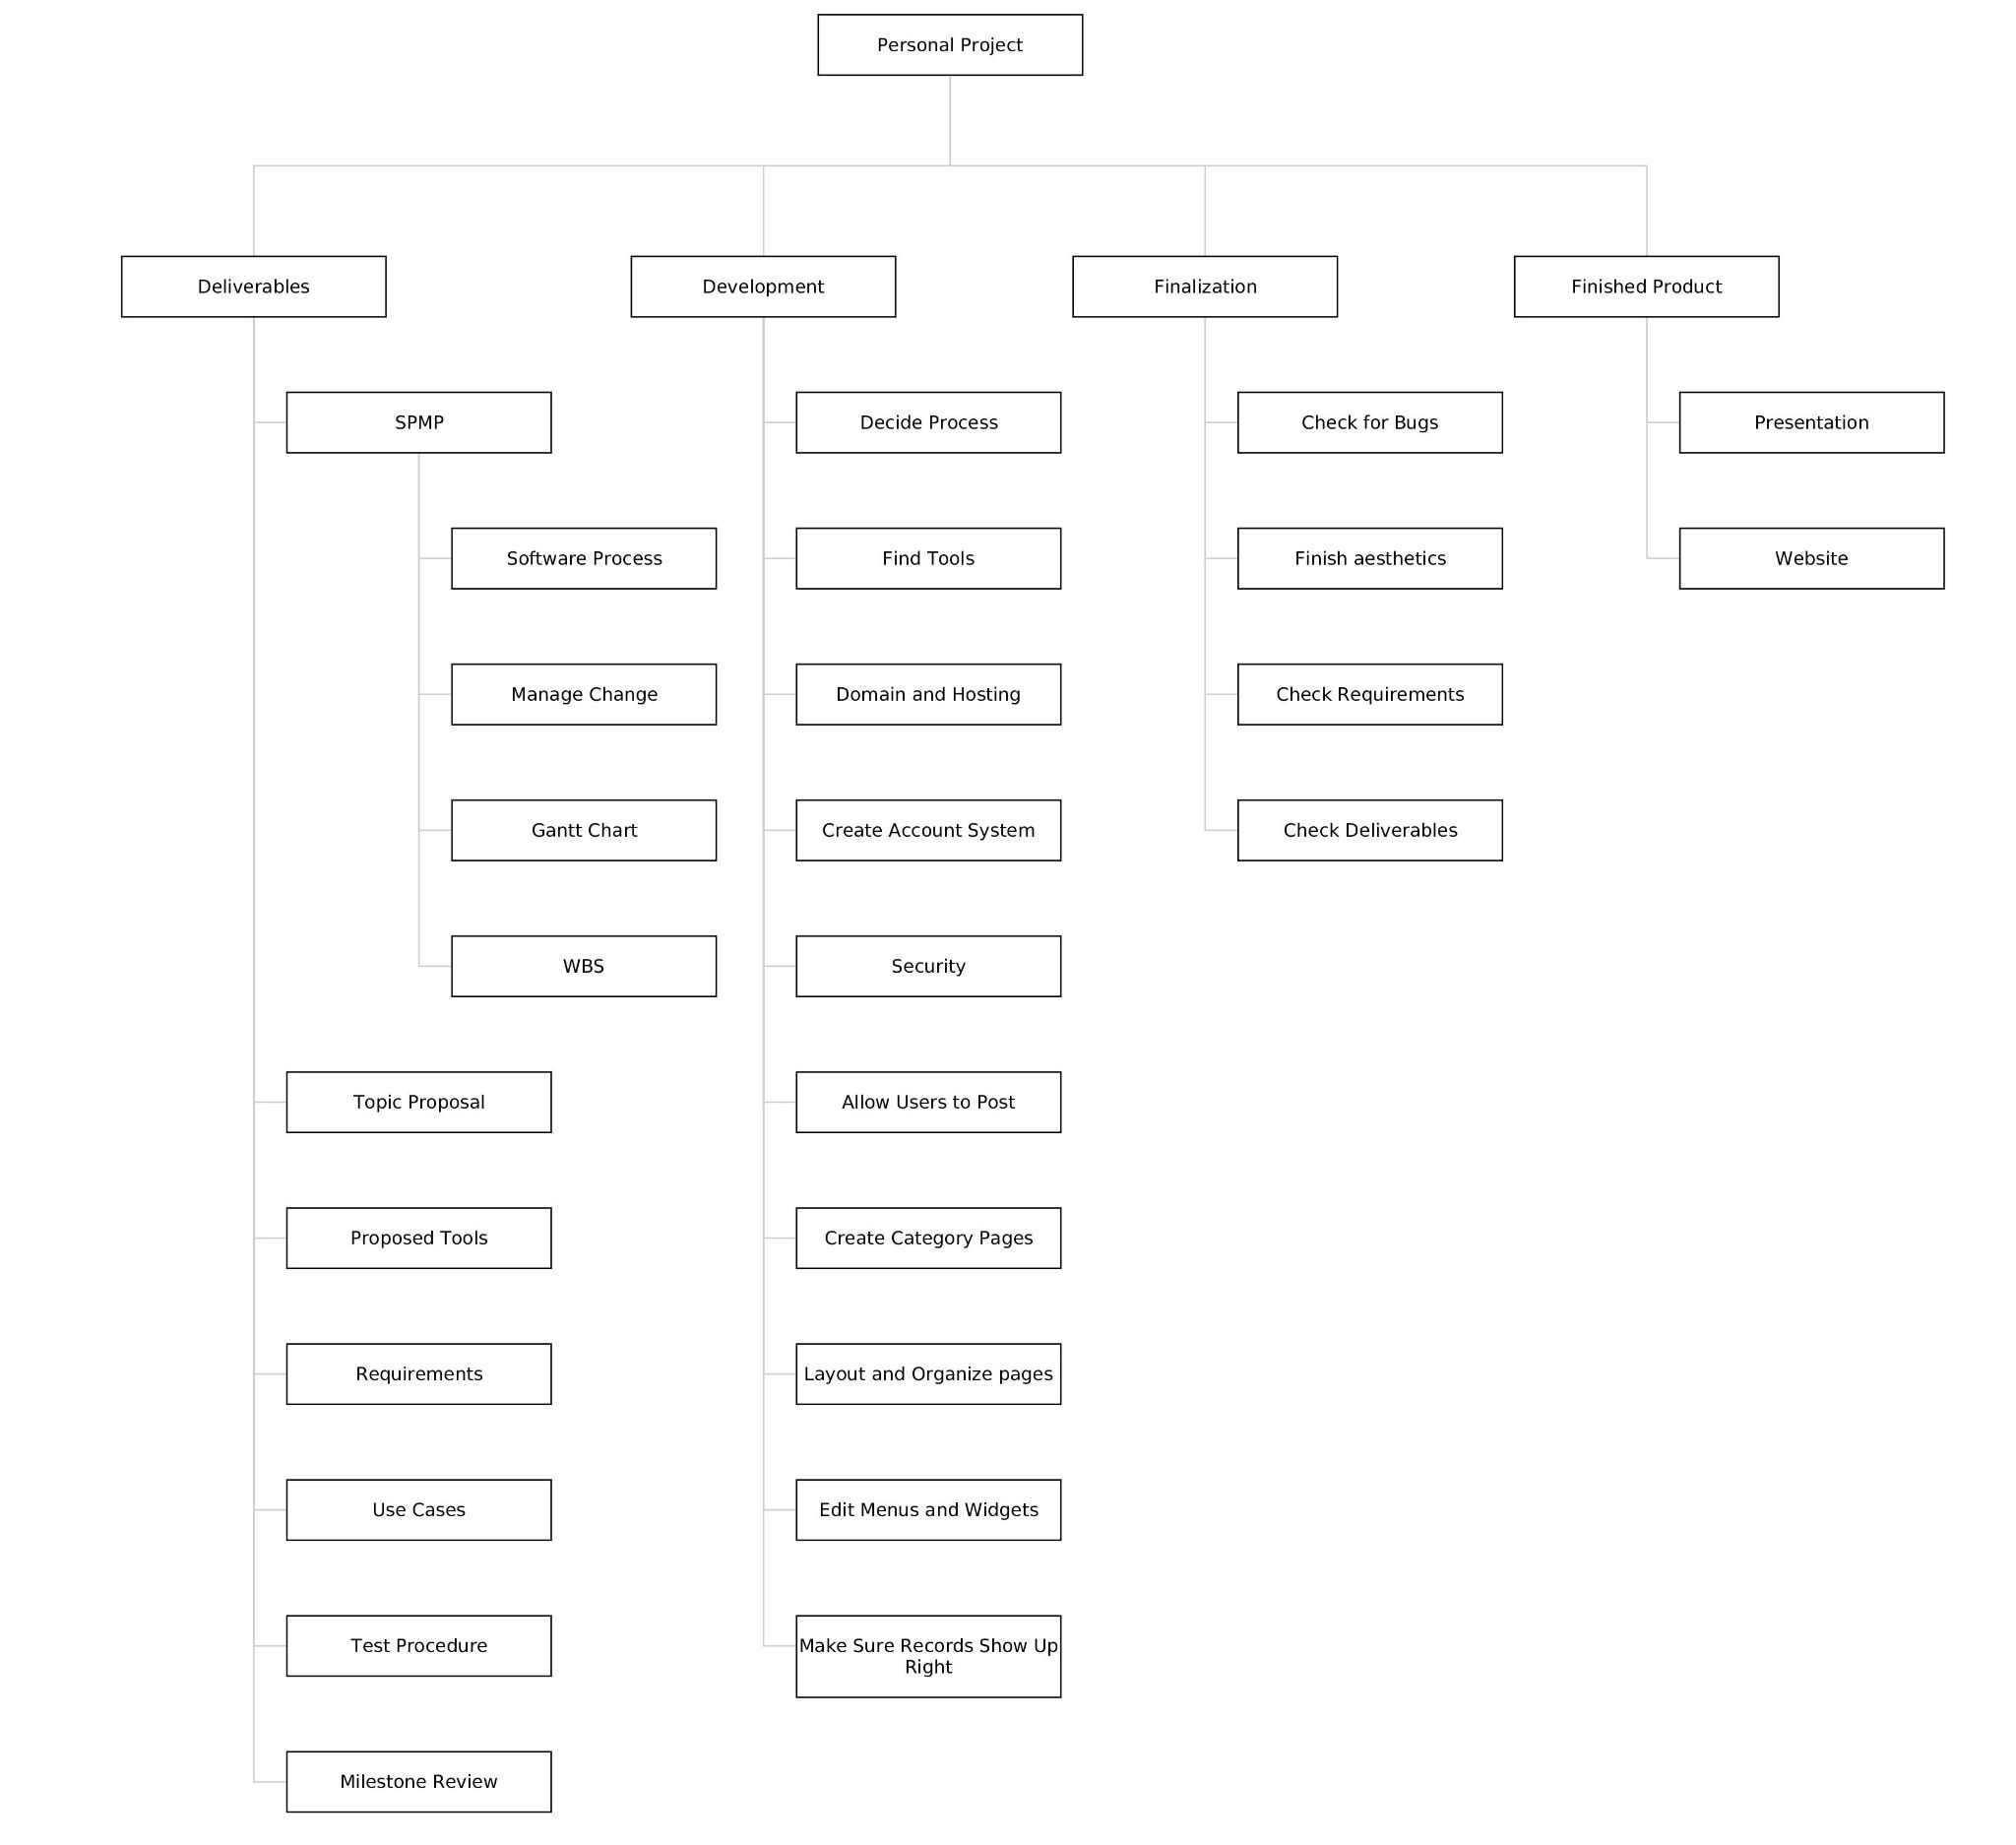 Personal Project
Deliverables
Development
Finalization
Finished Product
SPMP
Decide Process
Check for Bugs
Presentation
Software Process
Find Tools
Finish aesthetics
Website
Manage Change
Domain and Hosting
Check Requirements
Gantt Chart
Create Account System
Check Deliverables
WBS
Security
Topic Proposal
Allow Users to Post
Proposed Tools
Create Category Pages
Requirements
Layout and Organize pages
Use Cases
Edit Menus and Widgets
Test Procedure
Make Sure Records Show Up
Right
Milestone Review